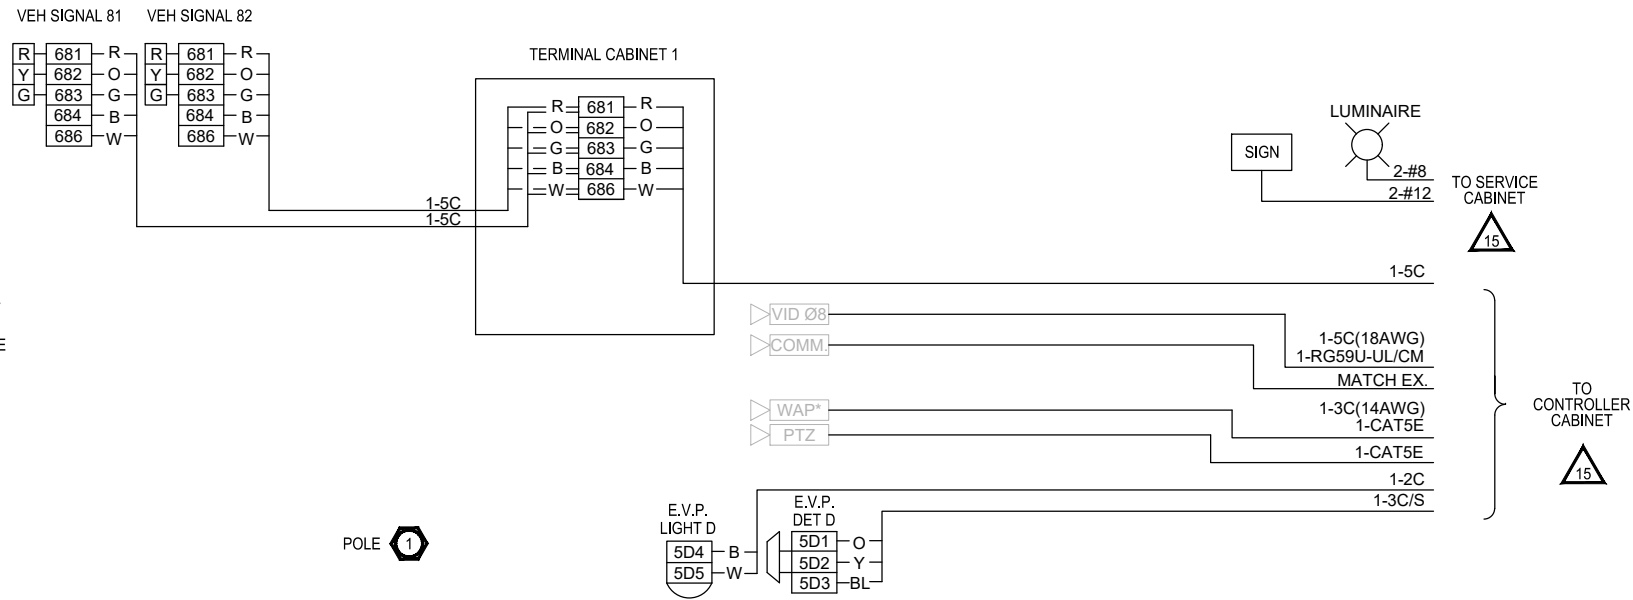 VEH SIGNAL 81
VEH SIGNAL 82
R 681 R
Y 682 O
G 683 G
684 B
686 W
R 681 R
Y 682 O
G 683 G
684 B
686 W
1-5C
1-5C
TERMINAL CABINET 1
R 681 R
O 682 O
G 683 G
B 684 B
W 686 W
SIGN
LUMINAIRE
2-#8
2-#12
TO SERVICE
CABINET
15
1-5C
VID Ø8
COMM.
E
1-5C(18AWG)
1-RG59U-UL/CM
MATCH EX.
WAP*
PTZ
1-3C(14AWG)
1-CAT5E
1-CAT5E
1-2C
1-3C/S
TO
CONTROLLER
CABINET
15
POLE 1
E.V.P.
LIGHT D
5D4 B
5D5 W
E.V.P.
DET D
5D1 O
5D2 Y
5D3 BL